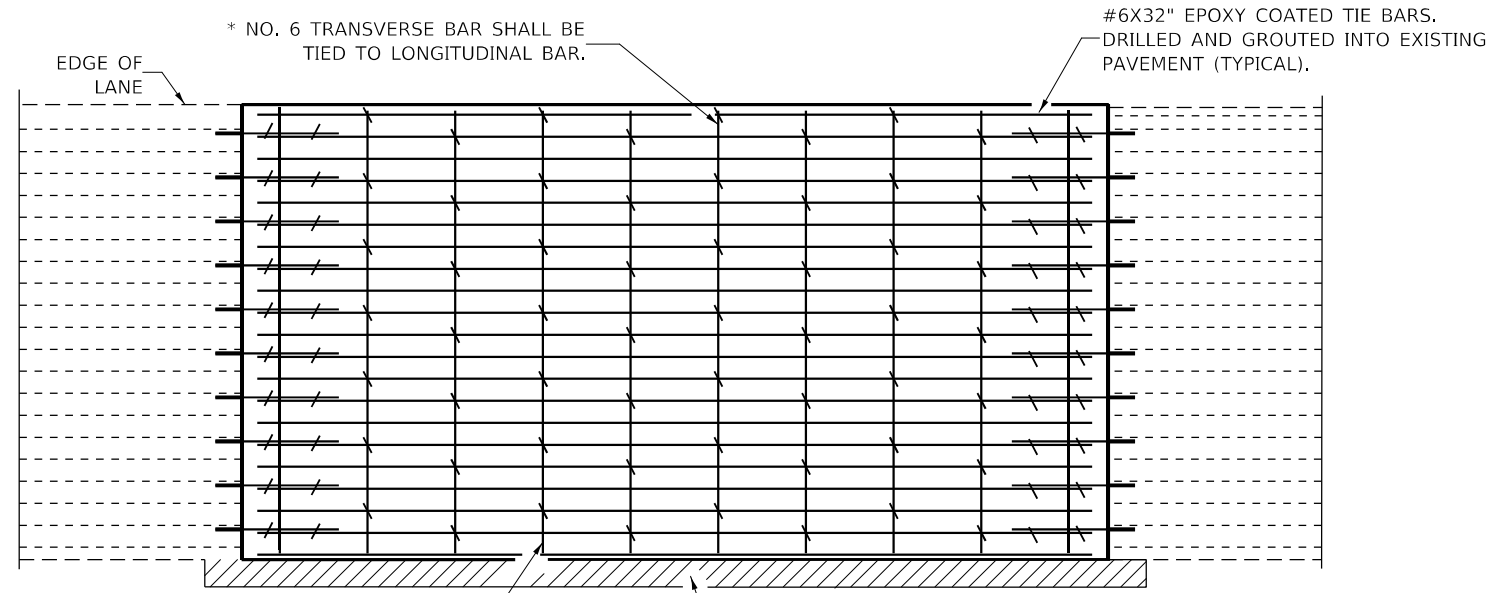 * NO. 6 TRANSVERSE BAR SHALL BE
TIED TO LONGITUDINAL BAR.
#6X32" EPOXY COATED TIE BARS.
DRILLED AND GROUTED INTO EXISTING
PAVEMENT (TYPICAL).
EDGE OF
LANE